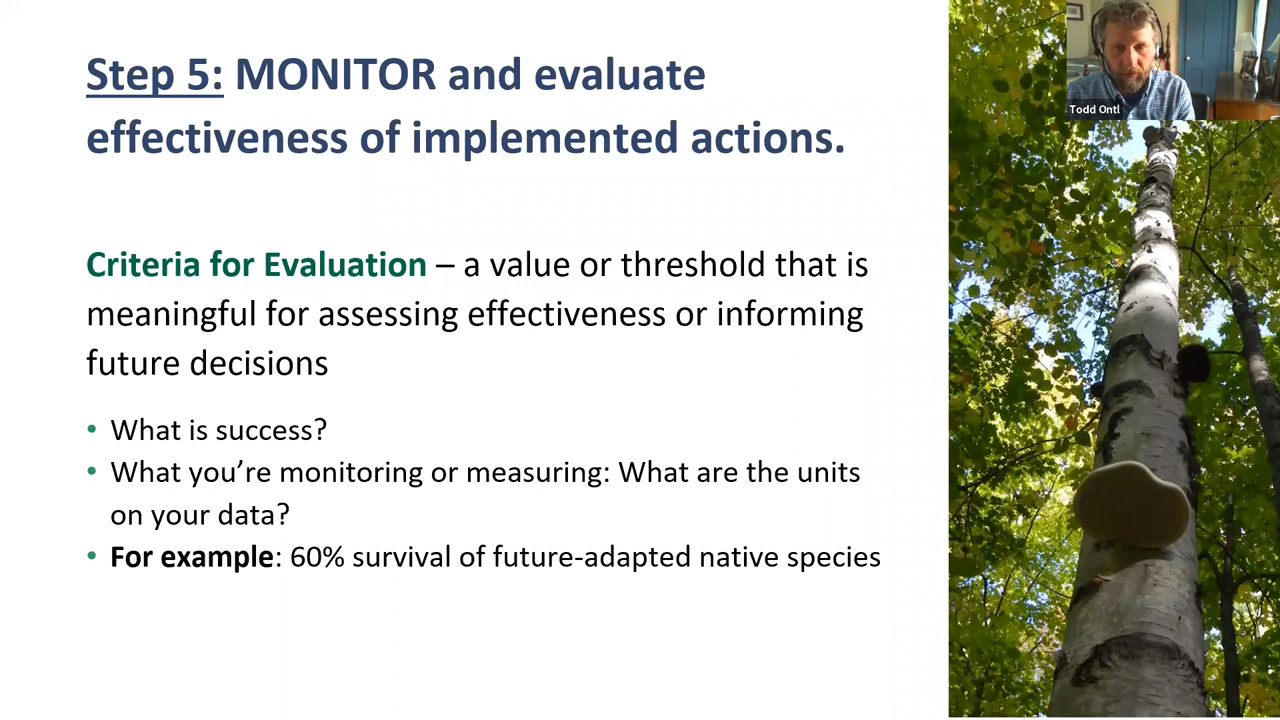 Step 5: MONITOR and evaluate
effectiveness of implemented actions.
Criteria for Evaluation – a value or threshold that is
meaningful for assessing effectiveness or informing
future decisions
• What is success?
• What you’re monitoring or measuring: What are the units
on your data?
• For example: 60% survival of future-adapted native species
Todd Ontl